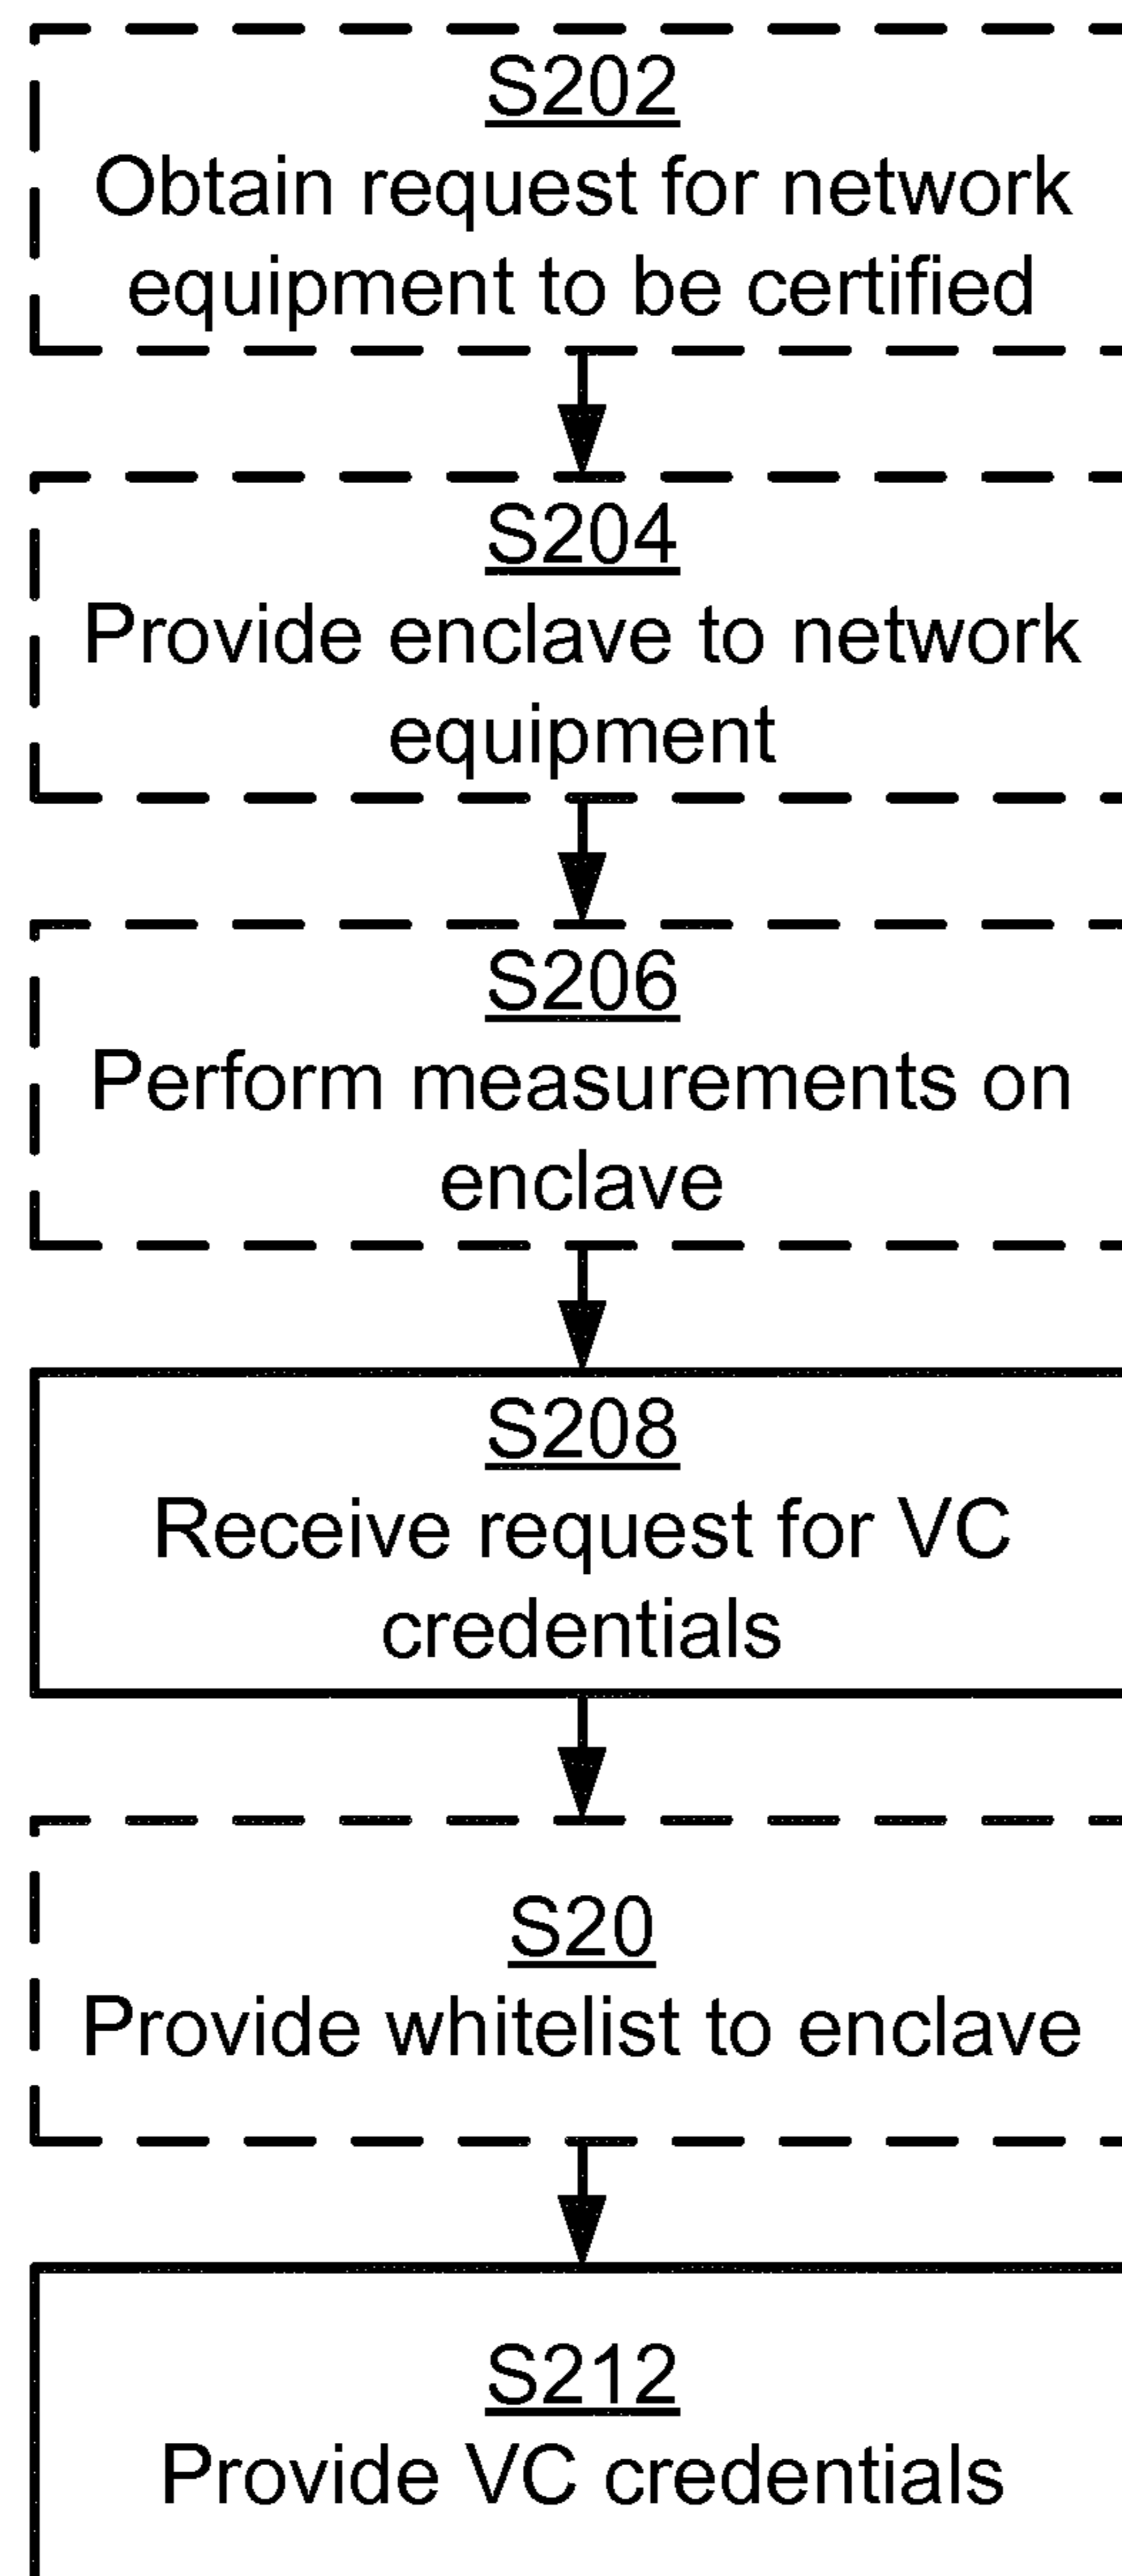 S202
Obtain request for network
equipment to be certified
S204
Provide enclave to network
equipment
S206
Perform measurements on
enclave
S208
Receive request for VC
credentials
S20
Provide whitelist to enclave
S212
Provide VC credentials